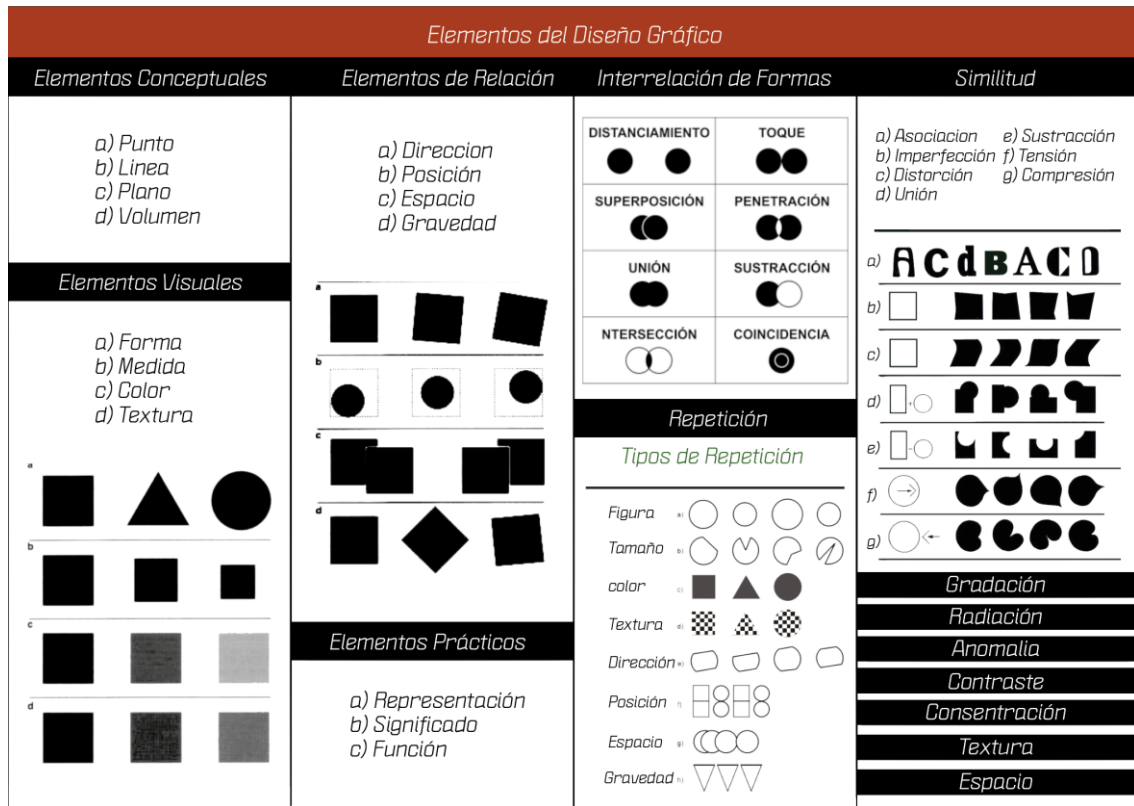 Elementos del Diseño Gráfico
Elementos Conceptuales
a) Punto
b) Linea
c) Plano
d) Volumen
Elementos Visuales
a) Forma
b) Medida
c) Color
d) Textura
a
b
c
d
Elementos de Relación
a) Direccion
b) Posición
c) Espacio
d) Gravedad
a
b
c
d
Elementos Prácticos
a) Representación
b) Significado
c) Función
Interrelación de Formas
DISTANCIAMIENTO TOQUE
SUPERPOSICIÓN PENETRACIÓN
UNIÓN SUSTRACCIÓN
NTERSECCIÓN COINCIDENCIA
Repetición
Tipos de Repetición
Figura a)
Tamaño b)
color c)
Textura d)
Dirección e)
Posición f)
Espacio g)
Gravedad h)
Similitud
a) Asociacion e) Sustracción
b) Imperfección f) Tensión
c) Distorción g) Compresión
d) Unión
a) A C d B A C D
b)
c)
d) +
e) -
f)
g)
Gradación
Radiación
Anomalia
Contraste
Consentración
Textura
Espacio